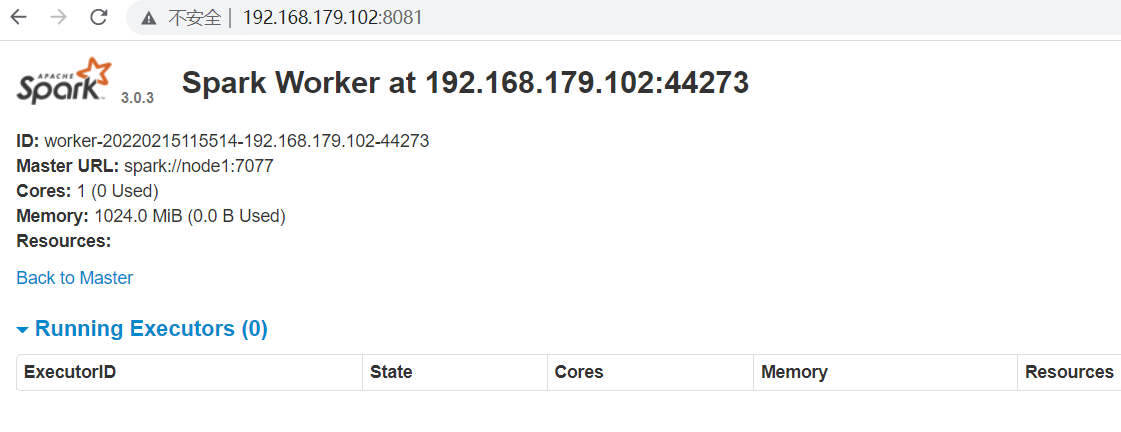 不安全 | 192.168.179.102:8081
APACHE
Spark 3.0.3 Spark Worker at 192.168.179.102:44273
ID: worker-20220215115514-192.168.179.102-44273
Master URL: spark://node1:7077
Cores: 1 (0 Used)
Memory: 1024.0 MiB (0.0 B Used)
Resources:
Back to Master
Running Executors (0)
ExecutorID State Cores Memory Resources